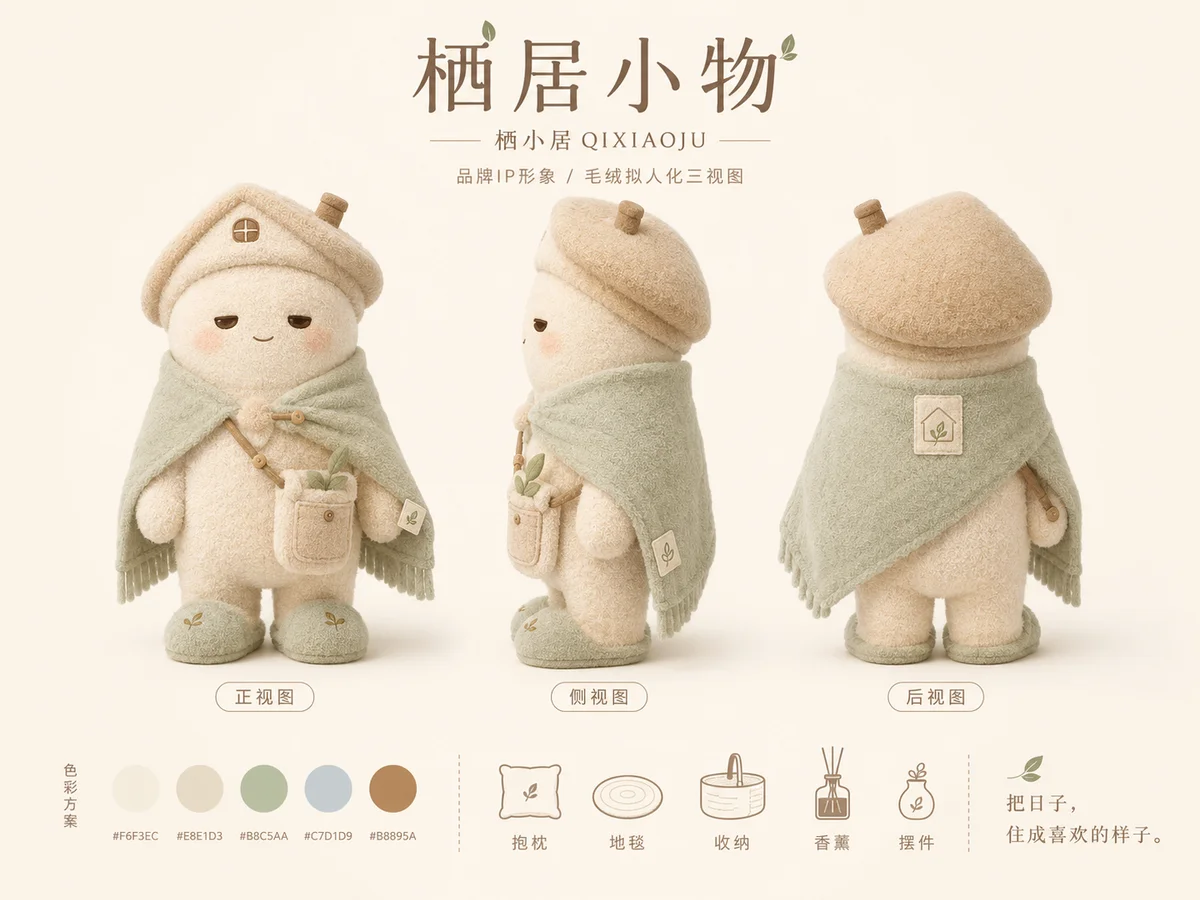 栖居小物
栖小居 QIXIAOJU
品牌IP形象 / 毛绒拟人化三视图
正视图
侧视图
后视图
色彩方案
#F6F3EC
#E8E1D3
#B8C5AA
#C7D1D9
#B8895A
抱枕
地毯
收纳
香薰
摆件
把日子，
住成喜欢的样子。